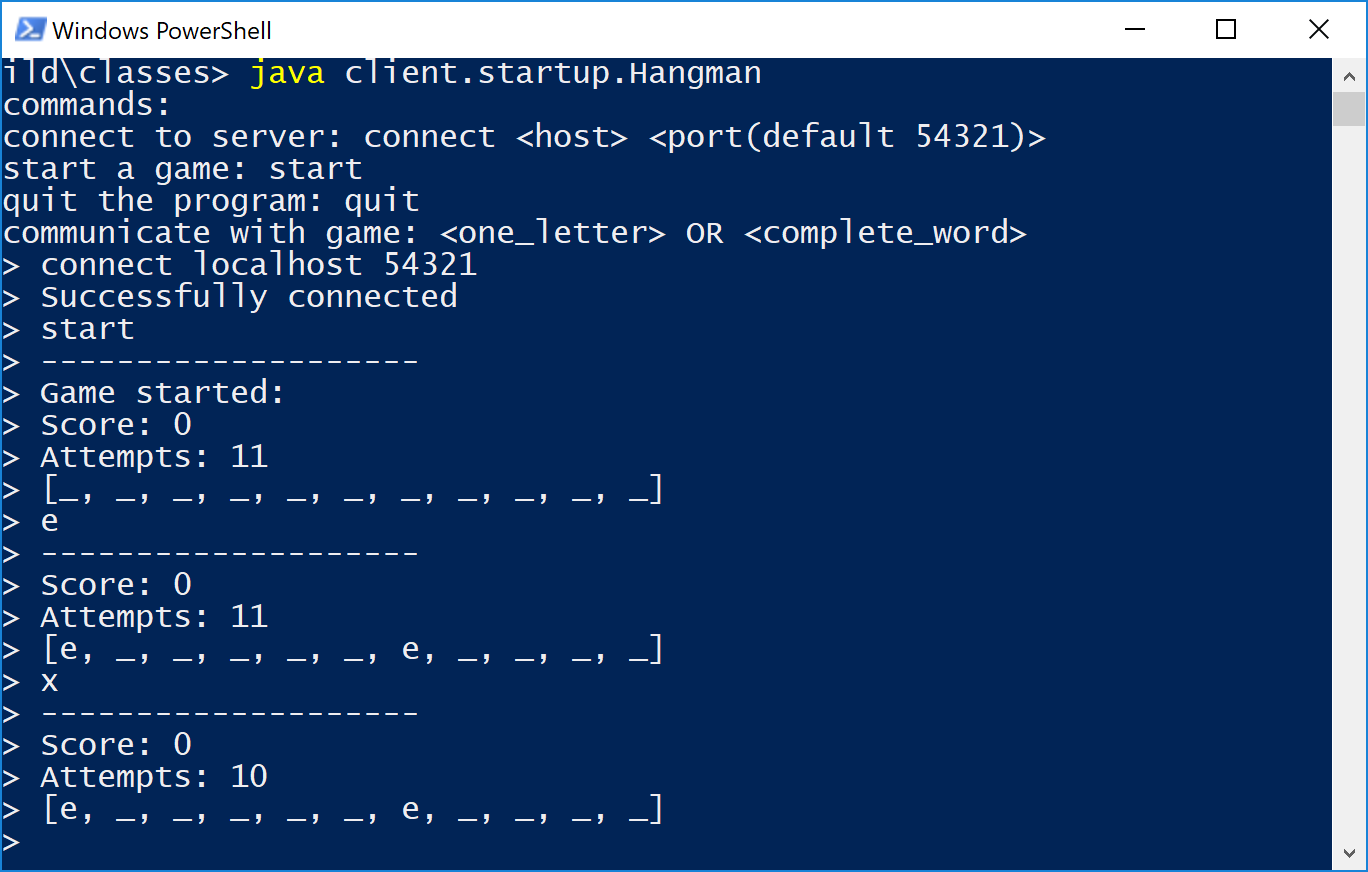 Windows PowerShell
ild\classes> java client.startup.Hangman
commands:
connect to server: connect <host> <port(default 54321)>
start a game: start
quit the program: quit
communicate with game: <one_letter> OR <complete_word>
> connect localhost 54321
> Successfully connected
> start
> --------------------
> Game started:
> Score: 0
> Attempts: 11
> [_, _, _, _, _, _, _, _, _, _, _]
> e
> --------------------
> Score: 0
> Attempts: 11
> [e, _, _, _, _, _, e, _, _, _, _]
> x
> --------------------
> Score: 0
> Attempts: 10
> [e, _, _, _, _, _, e, _, _, _, _]
>